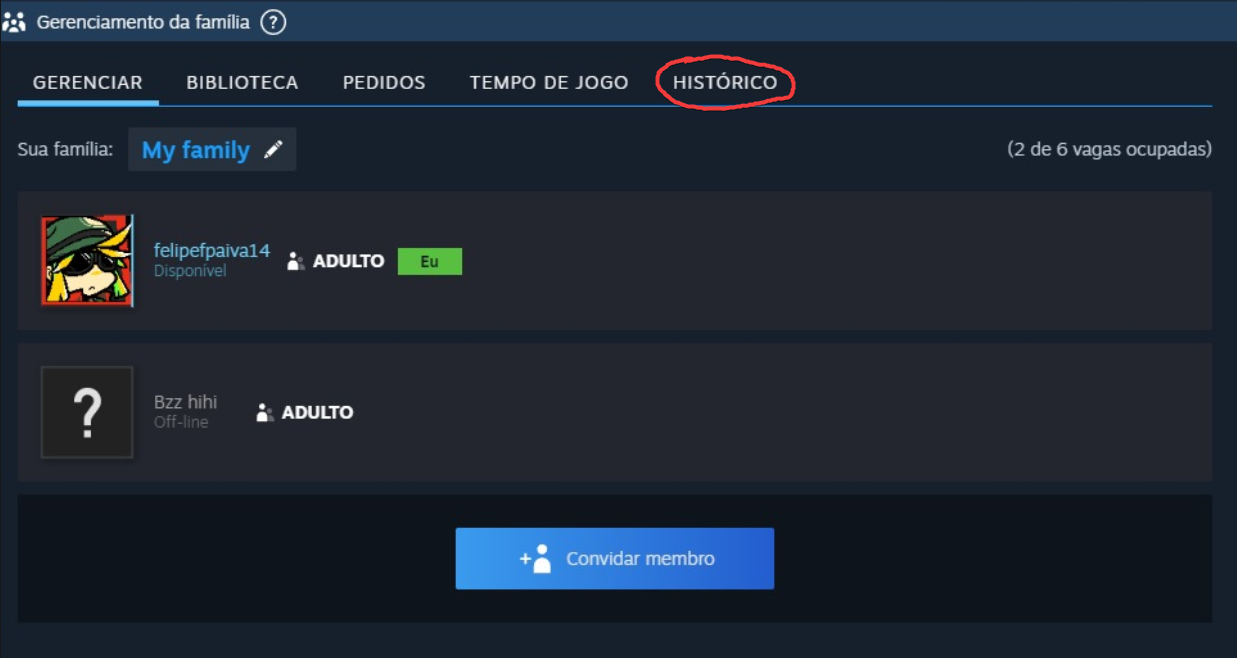 Gerenciamento da família ?
GERENCIAR BIBLIOTECA PEDIDOS TEMPO DE JOGO HISTÓRICO
Sua família: My family (2 de 6 vagas ocupadas)
felipefpaiva14 ADULTO Eu
Disponível
?
Bzz hihi ADULTO
Off-line
+ Convidar membro